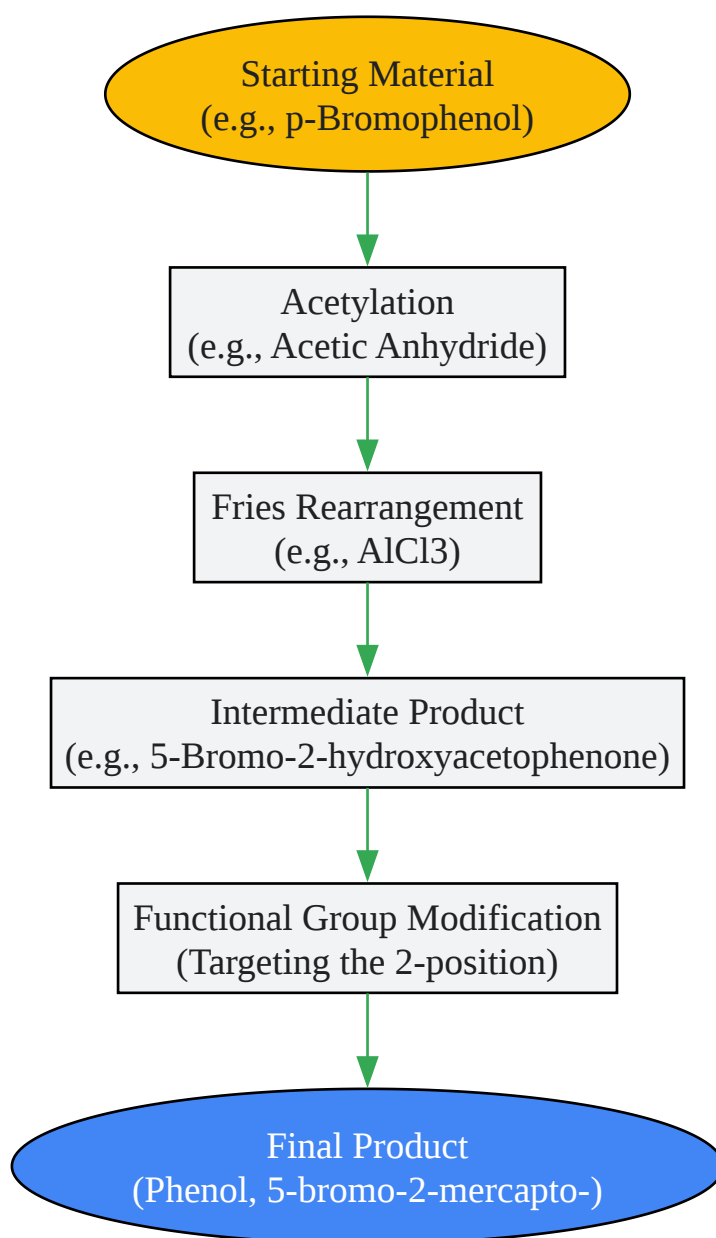 Starting Material
(e.g., p-Bromophenol)
Acetylation
(e.g., Acetic Anhydride)
Fries Rearrangement
(e.g., AlCl3)
Intermediate Product
(e.g., 5-Bromo-2-hydroxyacetophenone)
Functional Group Modification
(Targeting the 2-position)
Final Product
(Phenol, 5-bromo-2-mercapto-)